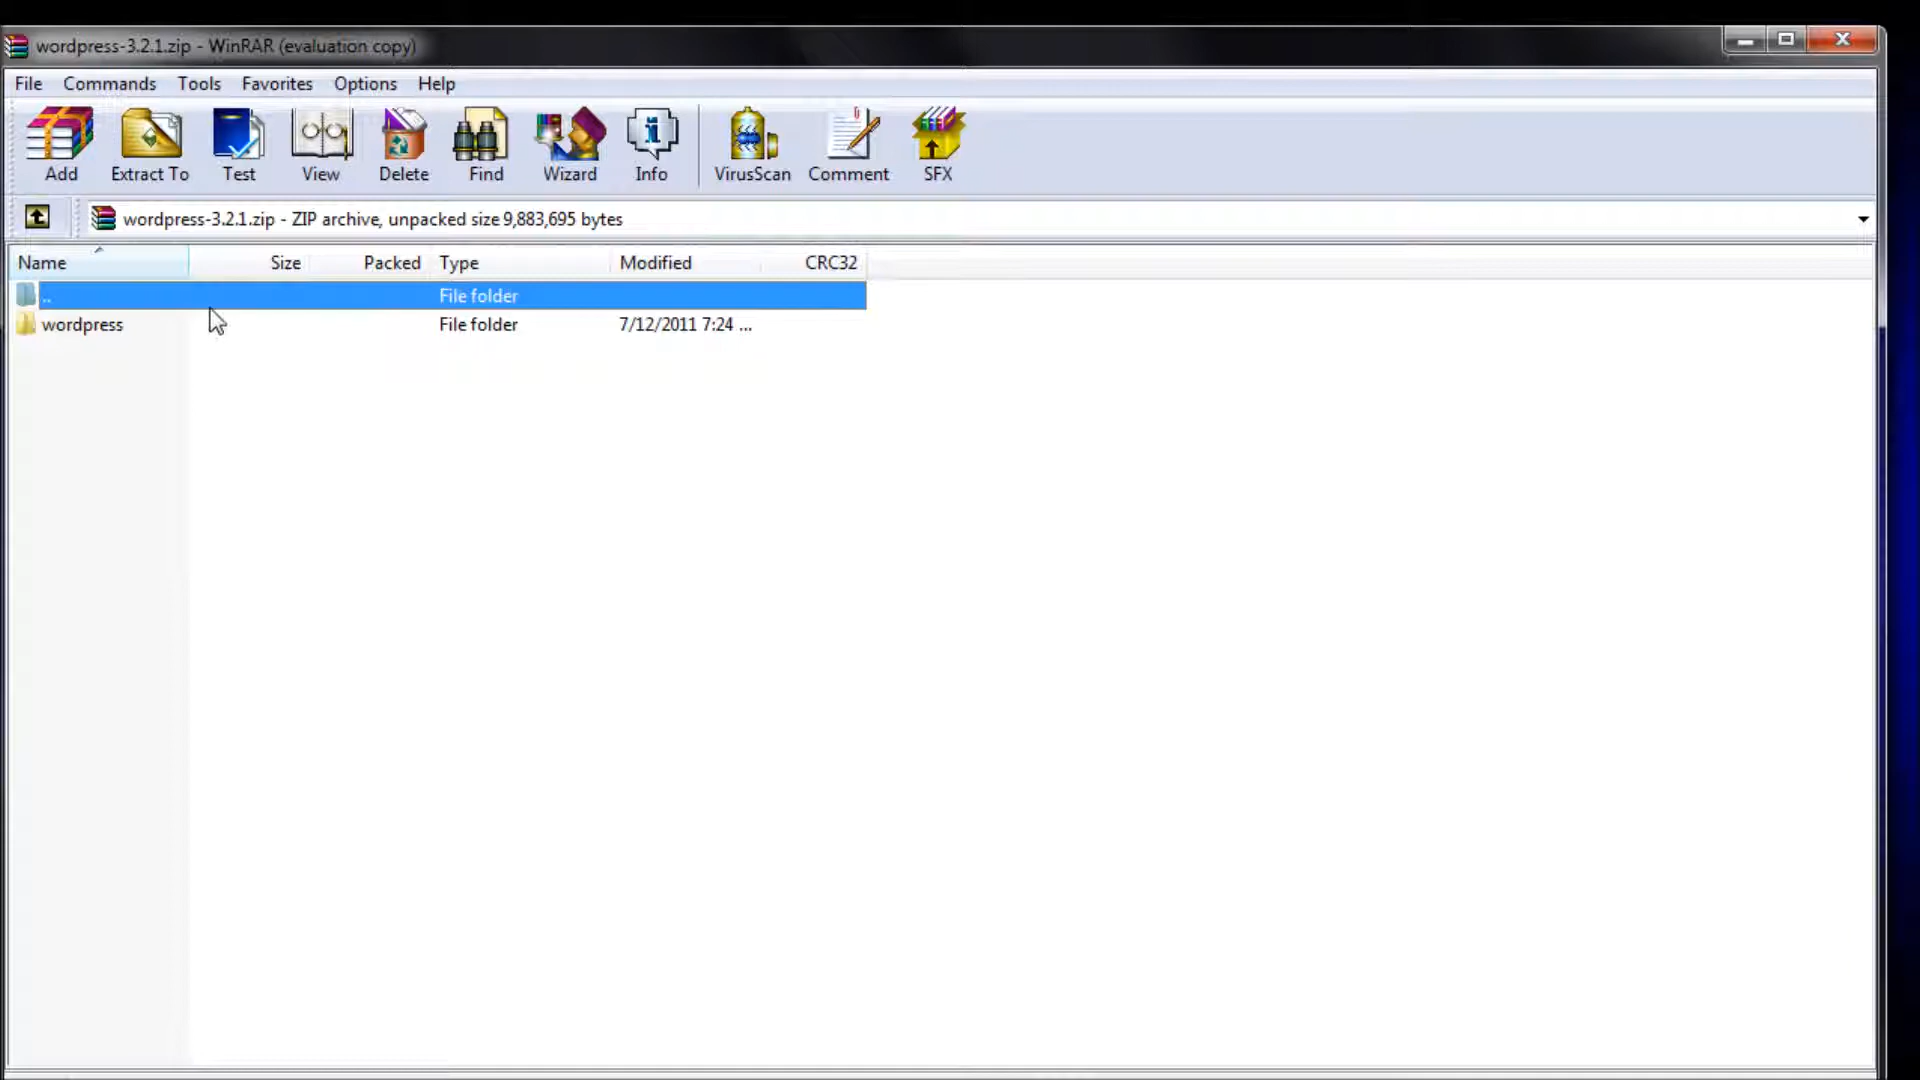 wordpress-3.2.1.zip - WinRAR (evaluation copy)
File Commands Tools Favorites Options Help
Add Extract To Test View Delete Find Wizard Info VirusScan Comment SFX
wordpress-3.2.1.zip - ZIP archive, unpacked size 9,883,695 bytes
Name Size Packed Type Modified CRC32
.. File folder
wordpress File folder 7/12/2011 7:24 ...